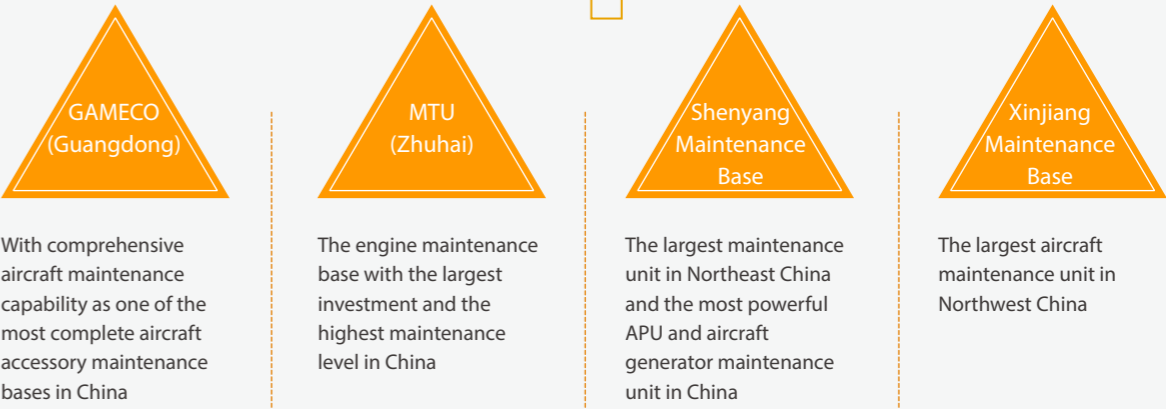 GAMECO
(Guangdong)
With comprehensive
aircraft maintenance
capability as one of the
most complete aircraft
accessory maintenance
bases in China
MTU
(Zhuhai)
The engine maintenance
base with the largest
investment and the
highest maintenance
level in China
Shenyang
Maintenance
Base
The largest maintenance
unit in Northeast China
and the most powerful
APU and aircraft
generator maintenance
unit in China
Xinjiang
Maintenance
Base
The largest aircraft
maintenance unit in
Northwest China